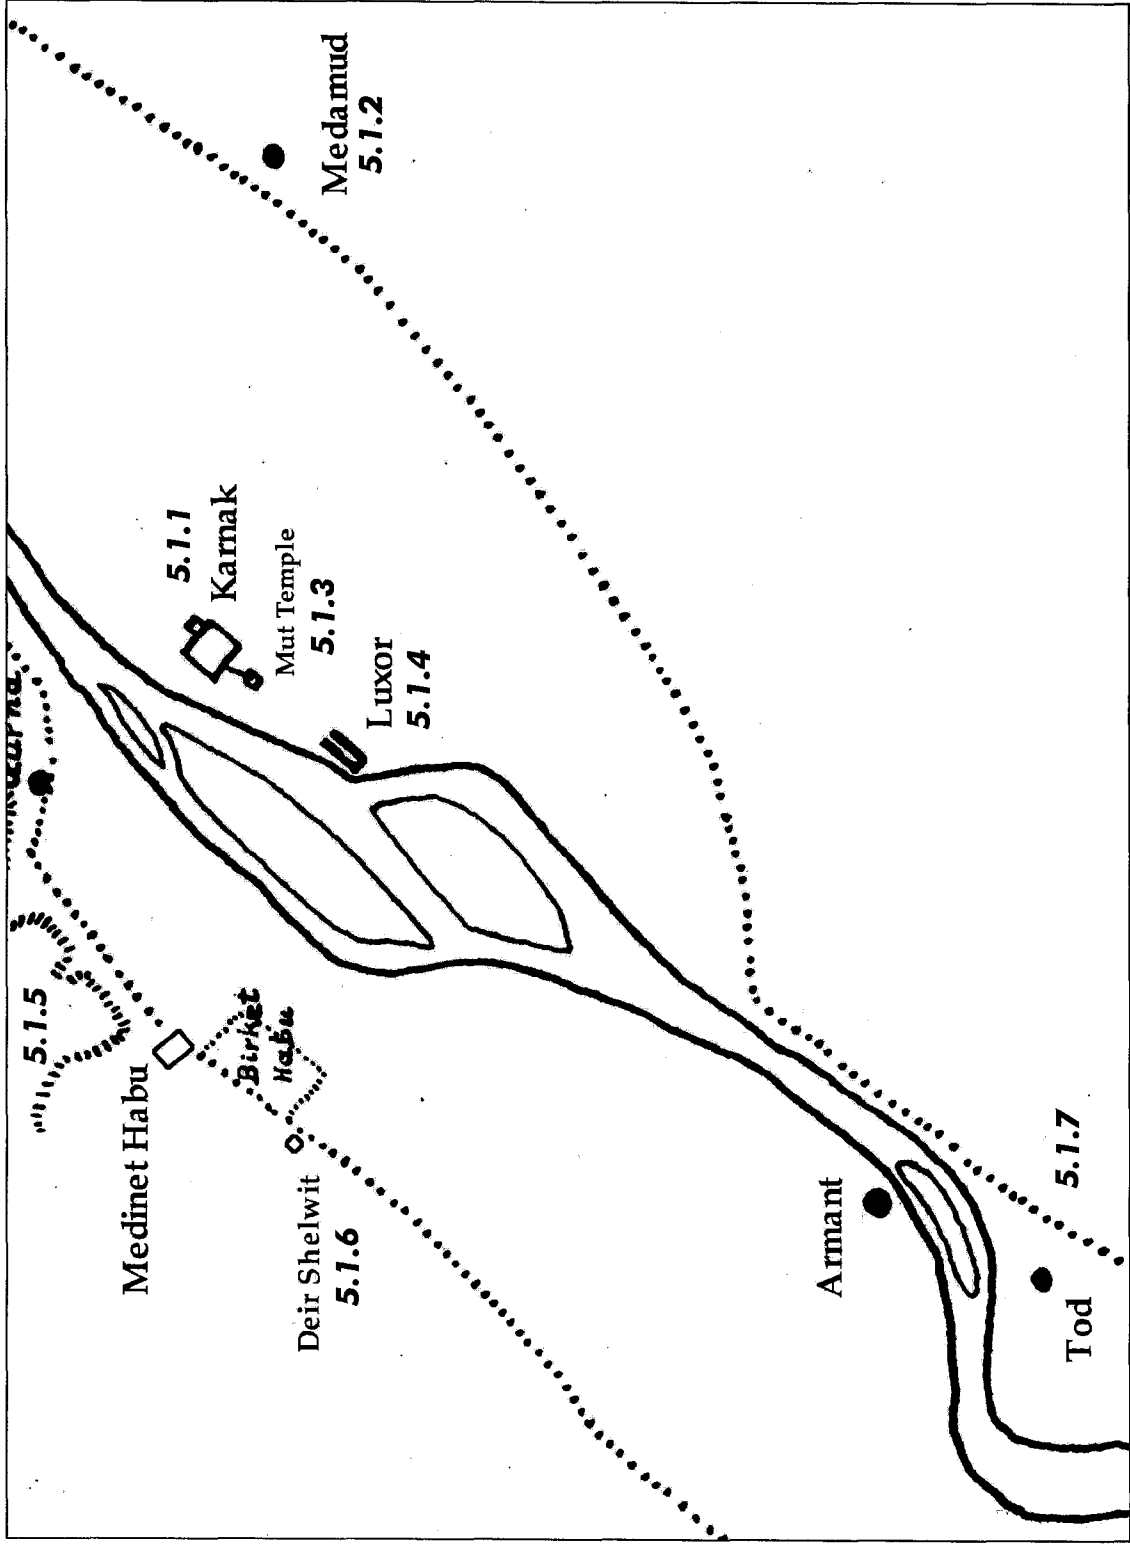 Medamud
5.1.2
5.1.1
Karnak
Mut Temple
5.1.3
Luxor
5.1.4
5.1.5
Medinet Habu
Birket
Habu
Deir Shelwit
5.1.6
Armant
5.1.7
Tod